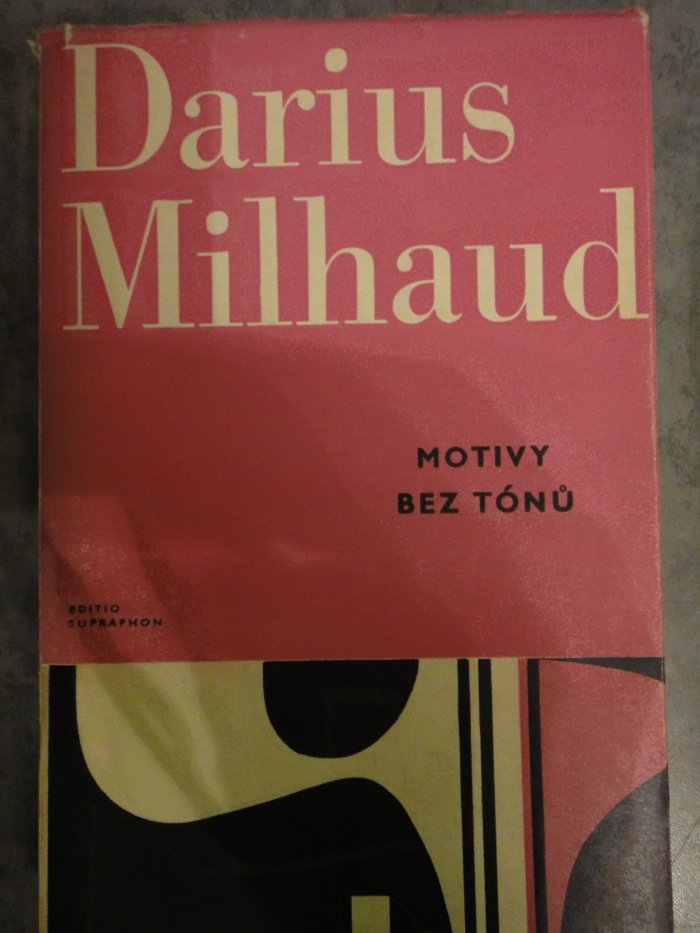 Darius
Milhaud
MOTIVY
BEZ TÓNŮ
EDITIO
SUPRAPHON